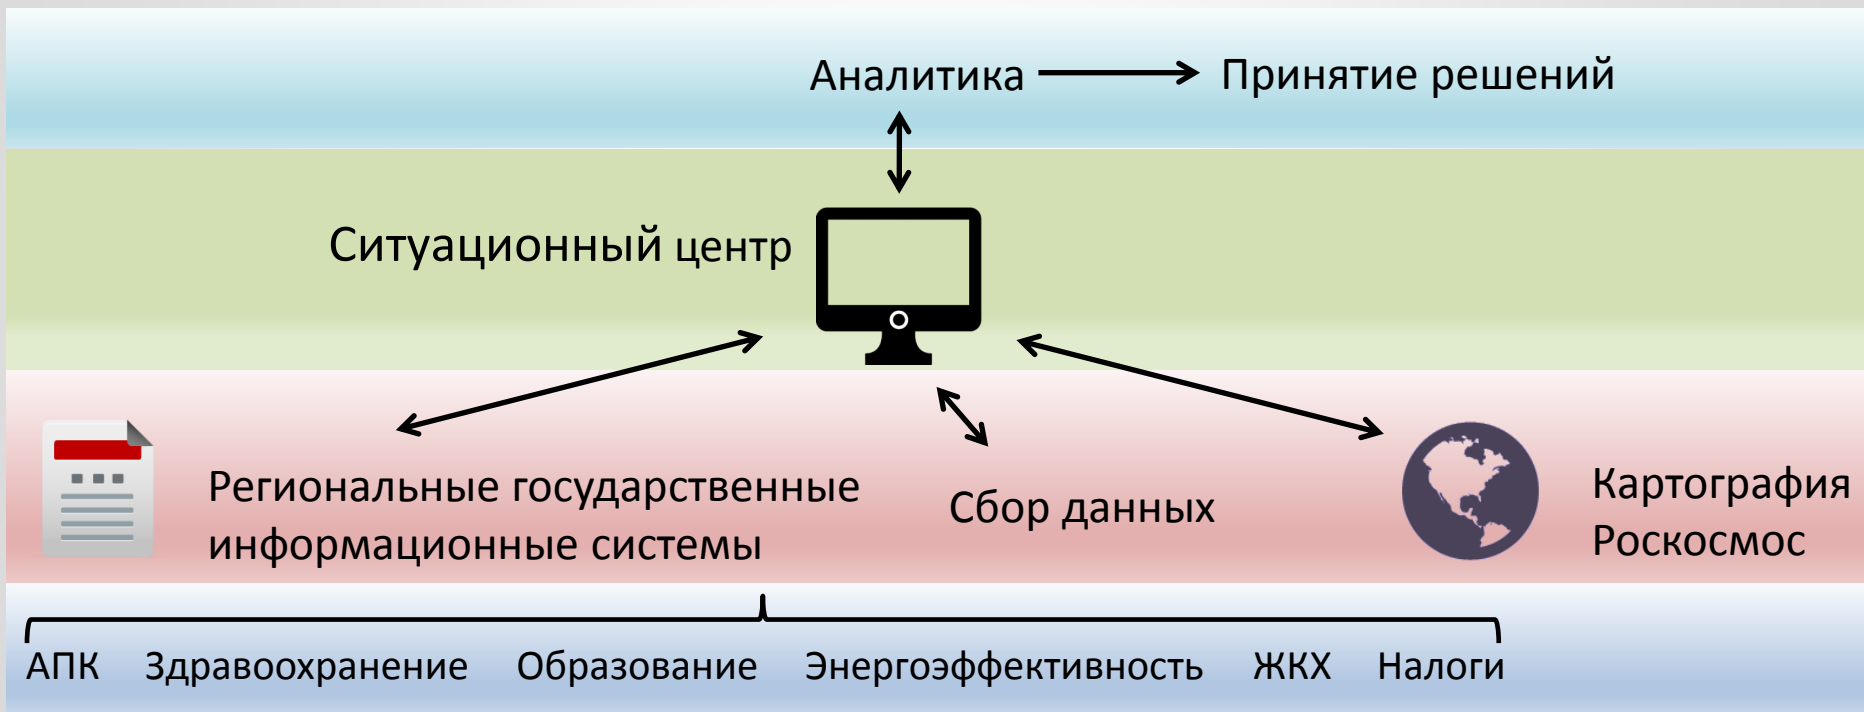 Аналитика Принятие решений
Ситуационный центр
Региональные государственные
информационные системы
Сбор данных
Картография
Роскосмос
АПК Здравоохранение Образование Энергоэффективность ЖКХ Налоги